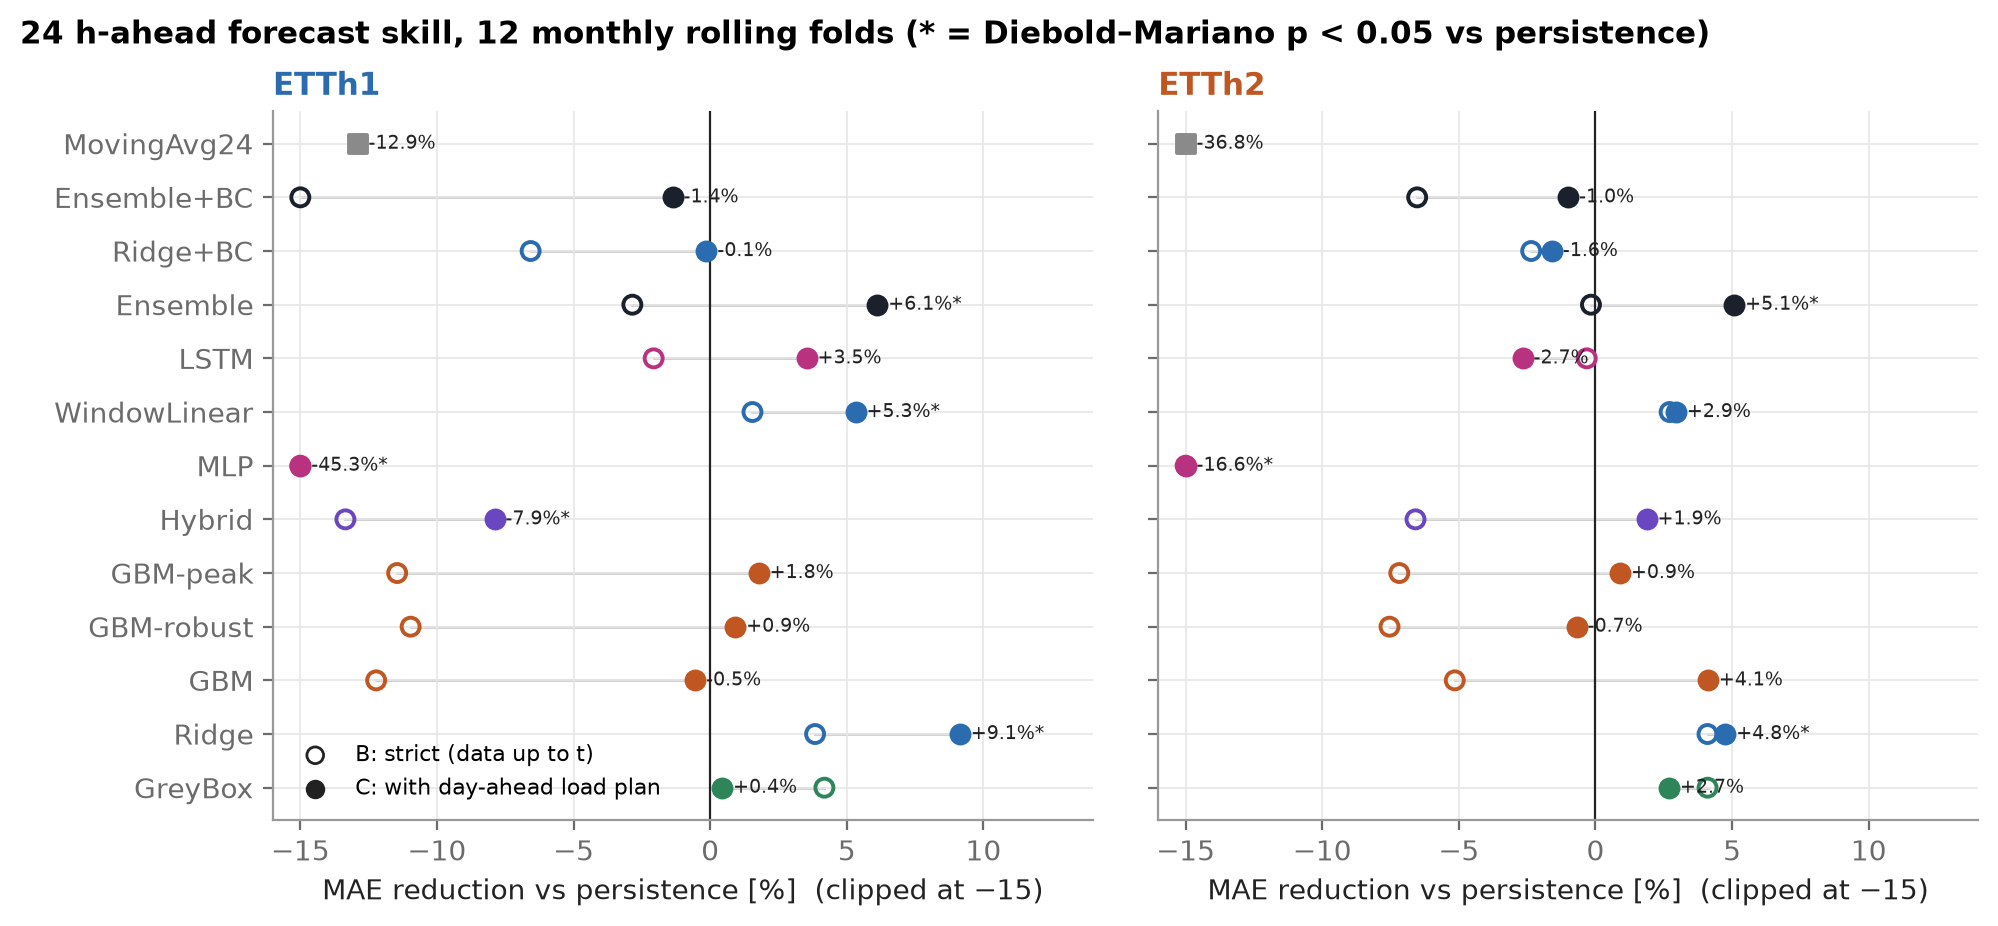 24 h-ahead forecast skill, 12 monthly rolling folds (* = Diebold–Mariano p < 0.05 vs persistence)
ETTh1
ETTh2
MovingAvg24
-12.9%
-36.8%
Ensemble+BC
-1.4%
-1.0%
Ridge+BC
-0.1%
-1.6%
Ensemble
+6.1%*
+5.1%*
LSTM
+3.5%
-2.7%
WindowLinear
+5.3%*
+2.9%
MLP
-45.3%*
-16.6%*
Hybrid
-7.9%*
+1.9%
GBM-peak
+1.8%
+0.9%
GBM-robust
+0.9%
-0.7%
GBM
-0.5%
+4.1%
Ridge
+9.1%*
+4.8%*
B: strict (data up to t)
C: with day-ahead load plan
GreyBox
+0.4%
+2.7%
−15 −10 −5 0 5 10
−15 −10 −5 0 5 10
MAE reduction vs persistence [%]  (clipped at −15)
MAE reduction vs persistence [%]  (clipped at −15)